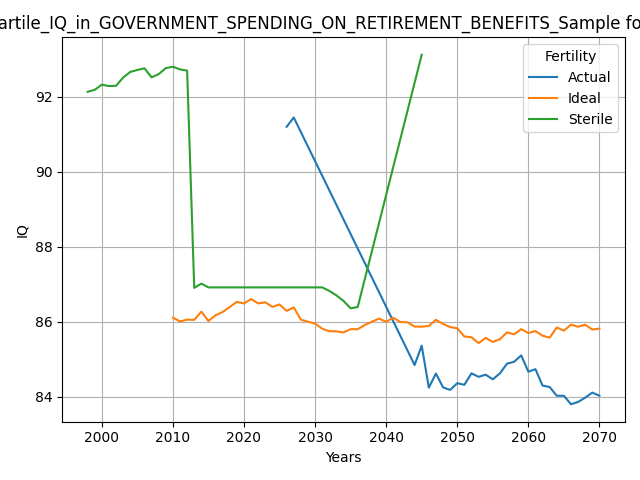 artile_IQ_in_GOVERNMENT_SPENDING_ON_RETIREMENT_BENEFITS_Sample fo
Fertility
Actual
Ideal
Sterile
IQ
92
90
88
86
84
2000 2010 2020 2030 2040 2050 2060 2070
Years